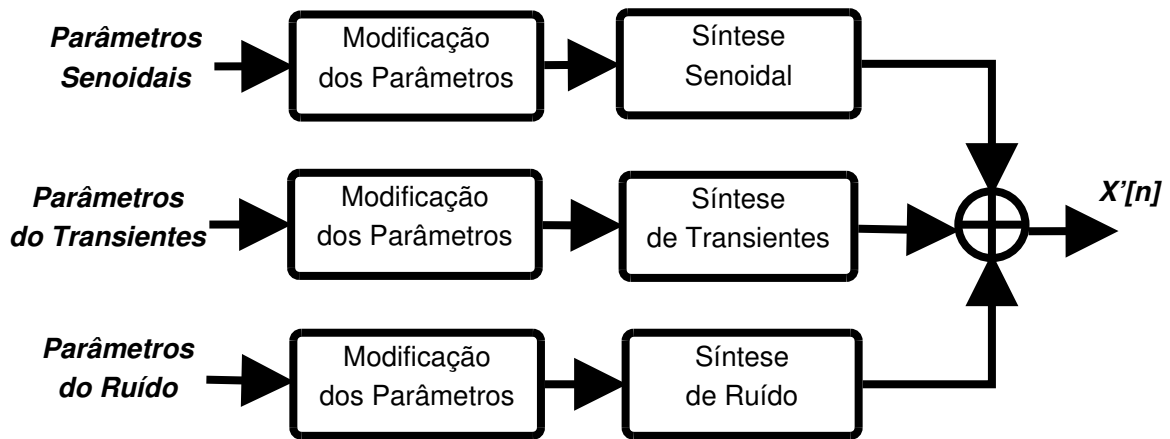 Parâmetros
Senoidais
Modificação
dos Parâmetros
Síntese
Senoidal
Parâmetros
do Transientes
Modificação
dos Parâmetros
Síntese
de Transientes
X'[n]
Parâmetros
do Ruído
Modificação
dos Parâmetros
Síntese
de Ruído